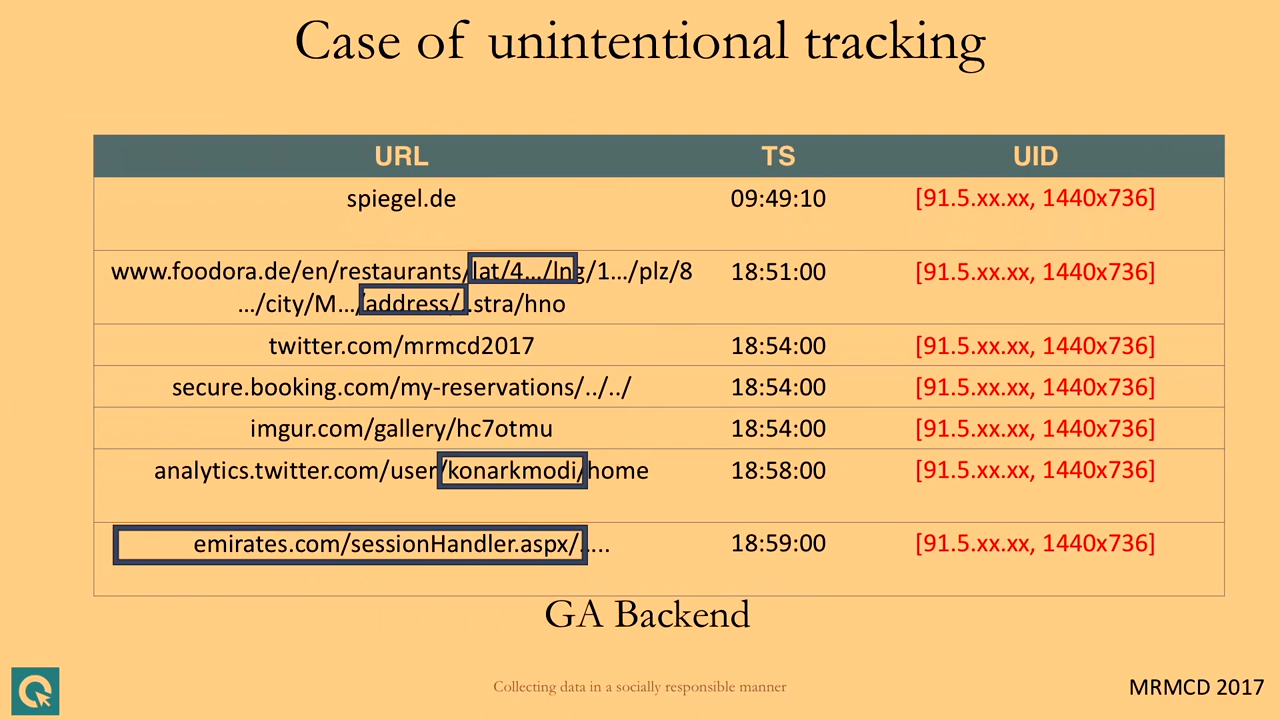 Case of unintentional tracking
URL TS UID
spiegel.de 09:49:10 [91.5.xx.xx, 1440x736]
www.foodora.de/en/restaurants/lat/4.../lng/1.../plz/8 18:51:00 [91.5.xx.xx, 1440x736]
.../city/M.../address/..stra/hno
twitter.com/mrmcd2017 18:54:00 [91.5.xx.xx, 1440x736]
secure.booking.com/my-reservations/../../ 18:54:00 [91.5.xx.xx, 1440x736]
imgur.com/gallery/hc7otmu 18:54:00 [91.5.xx.xx, 1440x736]
analytics.twitter.com/user/konarkmodi/home 18:58:00 [91.5.xx.xx, 1440x736]
emirates.com/sessionHandler.aspx/..... 18:59:00 [91.5.xx.xx, 1440x736]
GA Backend
Collecting data in a socially responsible manner
MRMCD 2017